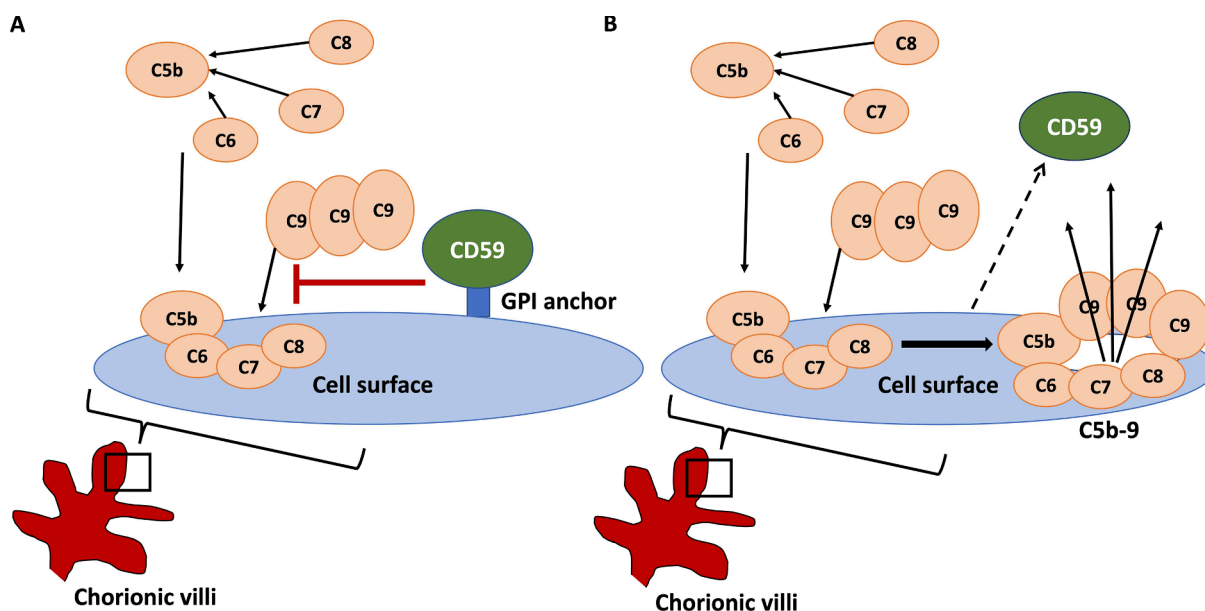 A
C8
C5b
C7
C6
C9
C9
C9
CD59
GPI anchor
C5b
C6
C7
C8
Cell surface
Chorionic villi
B
C8
C5b
C7
C6
CD59
C9
C9
C9
C5b
C6
C7
C8
Cell surface
C9
C9
C9
C5b
C6
C7
C8
C5b-9
Chorionic villi